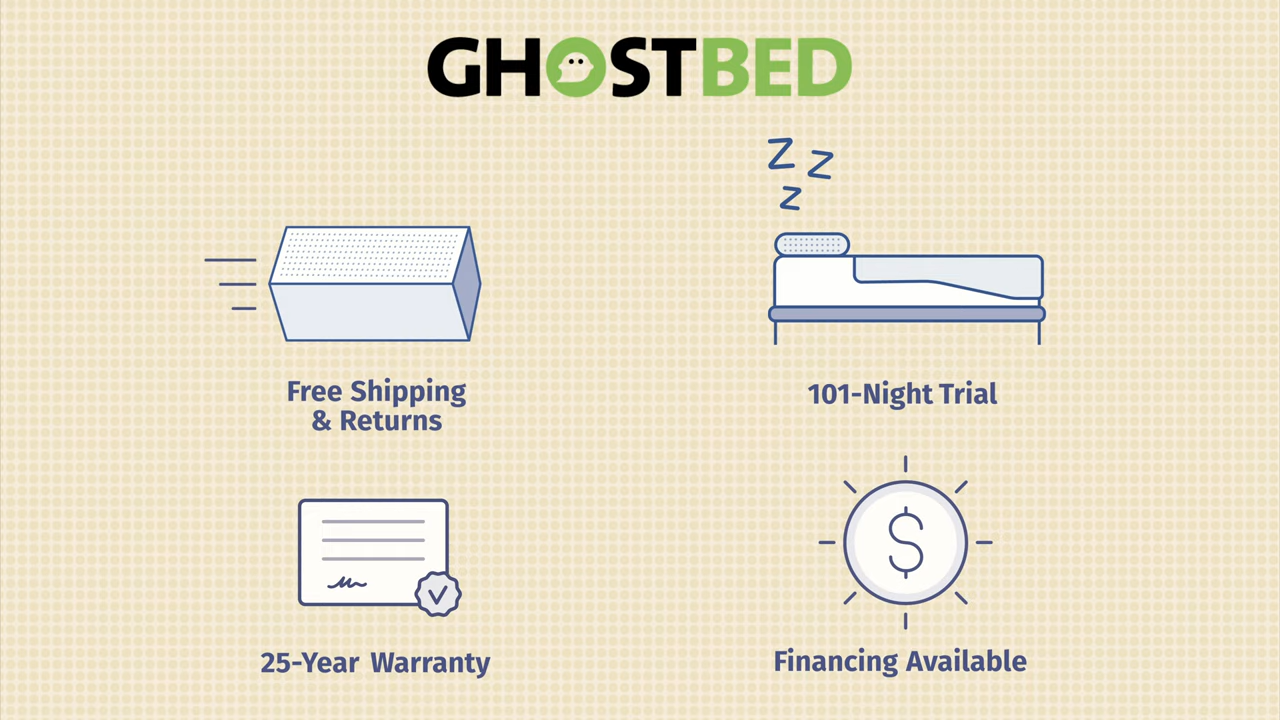 GHOSTBED
Z Z
Z
Free Shipping
& Returns
101-Night Trial
$
25-Year Warranty
Financing Available